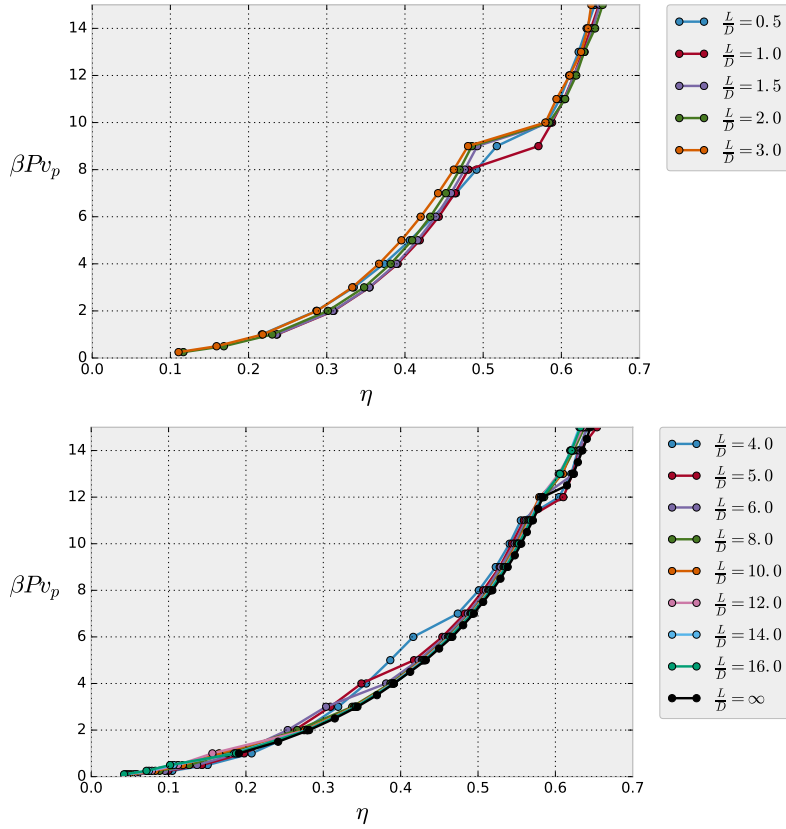 14
12
10
8
6
4
2
0
βPv_p
0.0 0.1 0.2 0.3 0.4 0.5 0.6 0.7
η
L/D = 0.5
L/D = 1.0
L/D = 1.5
L/D = 2.0
L/D = 3.0
14
12
10
8
6
4
2
0
βPv_p
0.0 0.1 0.2 0.3 0.4 0.5 0.6 0.7
η
L/D = 4.0
L/D = 5.0
L/D = 6.0
L/D = 8.0
L/D = 10.0
L/D = 12.0
L/D = 14.0
L/D = 16.0
L/D = ∞